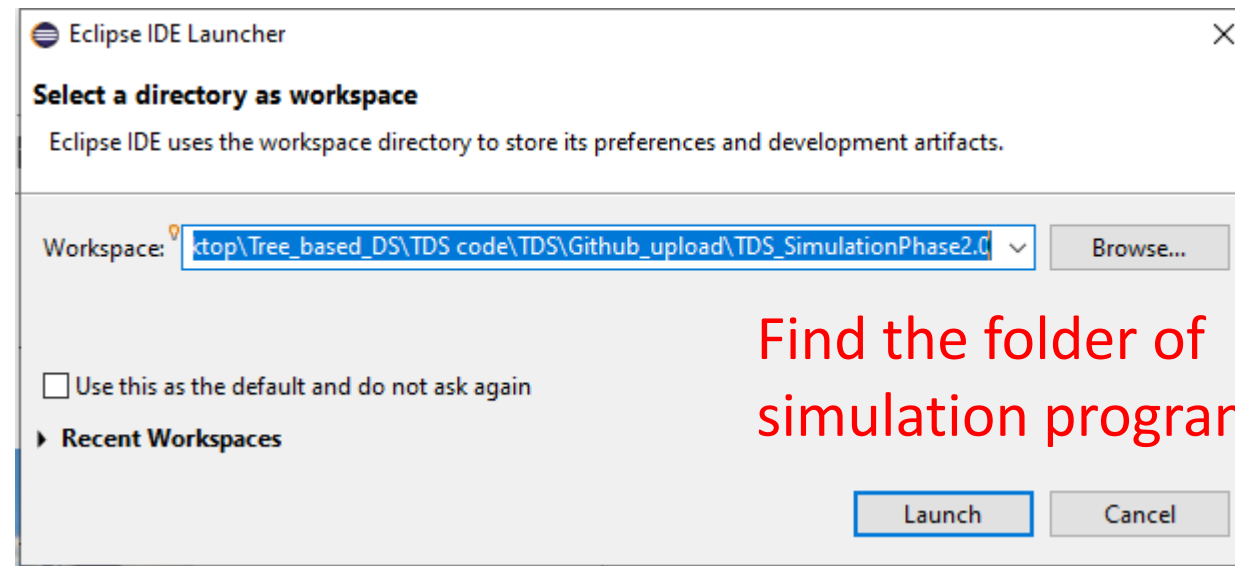 Eclipse IDE Launcher
Select a directory as workspace
Eclipse IDE uses the workspace directory to store its preferences and development artifacts.
Workspace: ktop\Tree_based_DS\TDS code\TDS\Github_upload\TDS_SimulationPhase2.0 Browse...
Find the folder of
simulation program
Use this as the default and do not ask again
Recent Workspaces
Launch Cancel